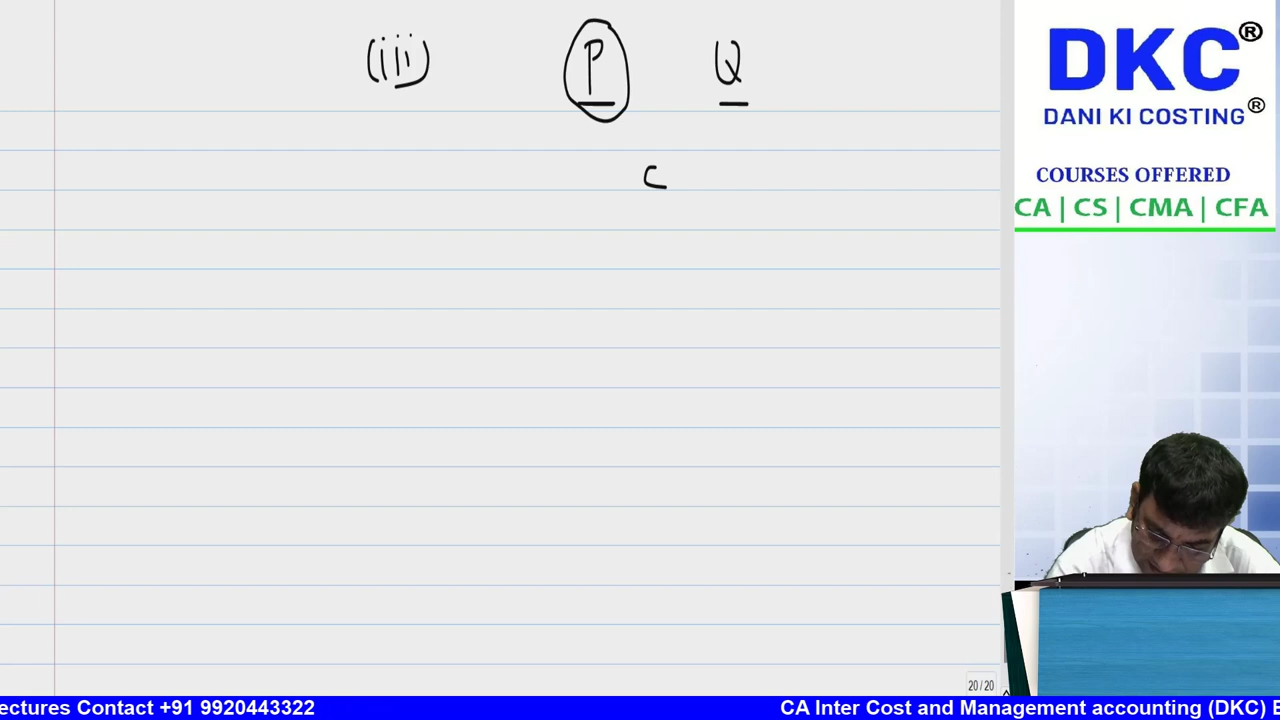 (iii) P Q
C
DKC®
DANI KI COSTING®
COURSES OFFERED
CA | CS | CMA | CFA
20/20
ectures Contact +91 9920443322 CA Inter Cost and Management accounting (DKC) E